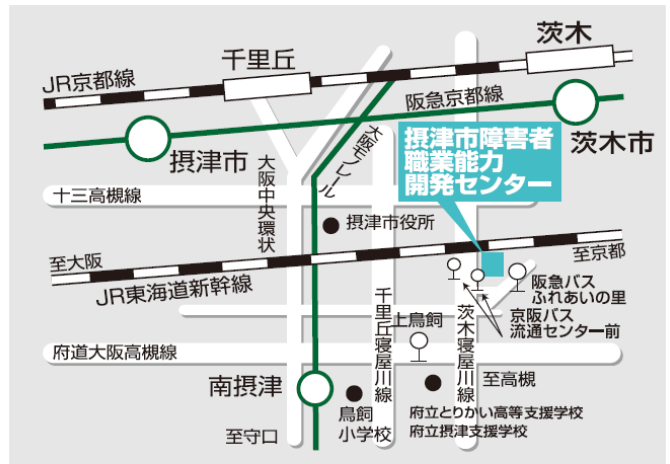 茨木
千里丘
JR京都線
阪急京都線
摂津市
茨木市
摂津市障害者
職業能力
開発センター
大阪モノレール
大阪中央環状
十三高槻線
摂津市役所
至大阪
至京都
JR東海道新幹線
阪急バス
ふれあいの里
京阪バス
流通センター前
千里丘寝屋川線
茨木寝屋川線
上鳥飼
府道大阪高槻線
南摂津
至高槻
鳥飼
小学校
府立とりかい高等支援学校
府立摂津支援学校
至守口